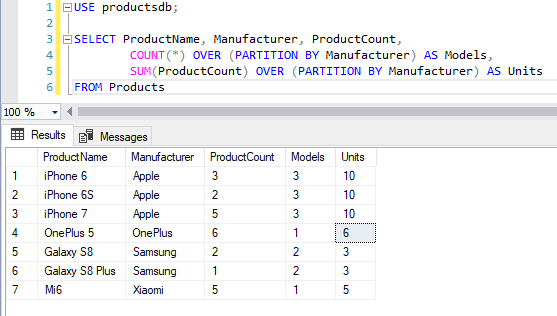 1 USE productsdb;
2
3 SELECT ProductName, Manufacturer, ProductCount,
4 COUNT(*) OVER (PARTITION BY Manufacturer) AS Models,
5 SUM(ProductCount) OVER (PARTITION BY Manufacturer) AS Units
6 FROM Products
100 %
Results Messages
ProductName Manufacturer ProductCount Models Units
1 iPhone 6 Apple 3 3 10
2 iPhone 6S Apple 2 3 10
3 iPhone 7 Apple 5 3 10
4 OnePlus 5 OnePlus 6 1 6
5 Galaxy S8 Samsung 2 2 3
6 Galaxy S8 Plus Samsung 1 2 3
7 Mi6 Xiaomi 5 1 5